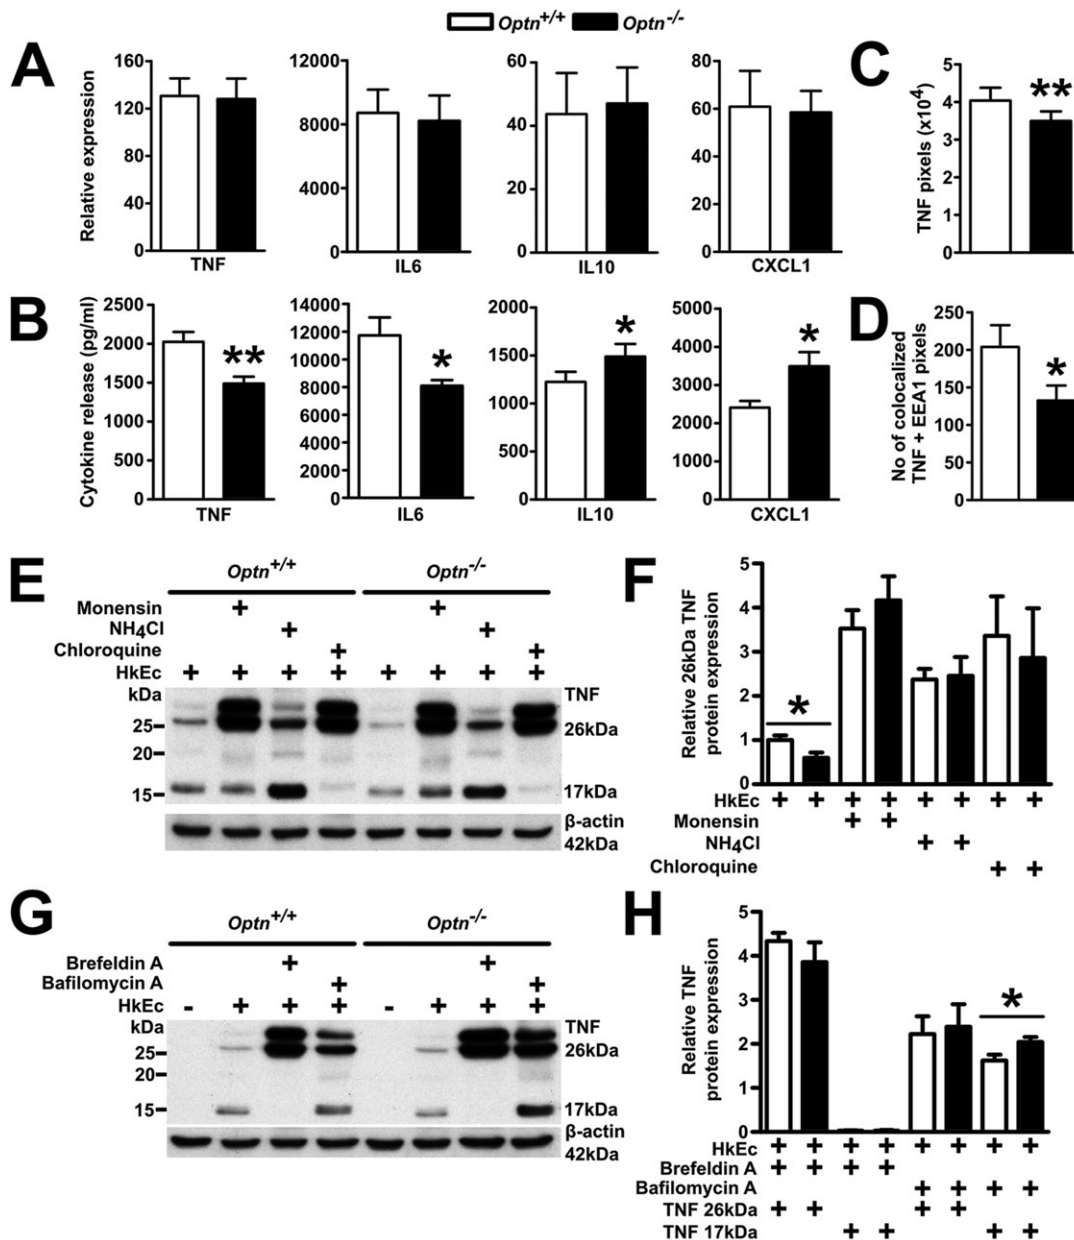 Optn+/+ Optn-/-
A
Relative expression
160
120
80
40
0
TNF
12000
8000
4000
0
IL6
60
40
20
0
IL10
80
60
40
20
0
CXCL1
C
TNF pixels (x10⁴)
5
4
3
2
1
0
**
B
Cytokine release (pg/ml)
2500
2000
1500
1000
500
0
**
TNF
14000
12000
10000
8000
6000
4000
2000
0
*
IL6
2000
1500
1000
500
0
*
IL10
5000
4000
3000
2000
1000
0
*
CXCL1
D
No of colocalized
TNF + EEA1 pixels
250
200
150
100
50
0
*
E
Optn+/+ Optn-/-
Monensin + +
NH4Cl + +
Chloroquine + +
HkEc + + + + + + + +
kDa TNF
25 26kDa
20
15 17kDa
β-actin
42kDa
F
Relative 26kDa TNF
protein expression
5
4
3
2
1
0
*
HkEc + + + + + + + +
Monensin + +
NH4Cl + +
Chloroquine + +
G
Optn+/+ Optn-/-
Brefeldin A + +
Bafilomycin A + +
HkEc - + + + - + + +
kDa TNF
25 26kDa
20
15 17kDa
β-actin
42kDa
H
Relative TNF
protein expression
5
4
3
2
1
0
*
HkEc + + + + + + + +
Brefeldin A + + + +
Bafilomycin A + + + +
TNF 26kDa + + + +
TNF 17kDa + + + +